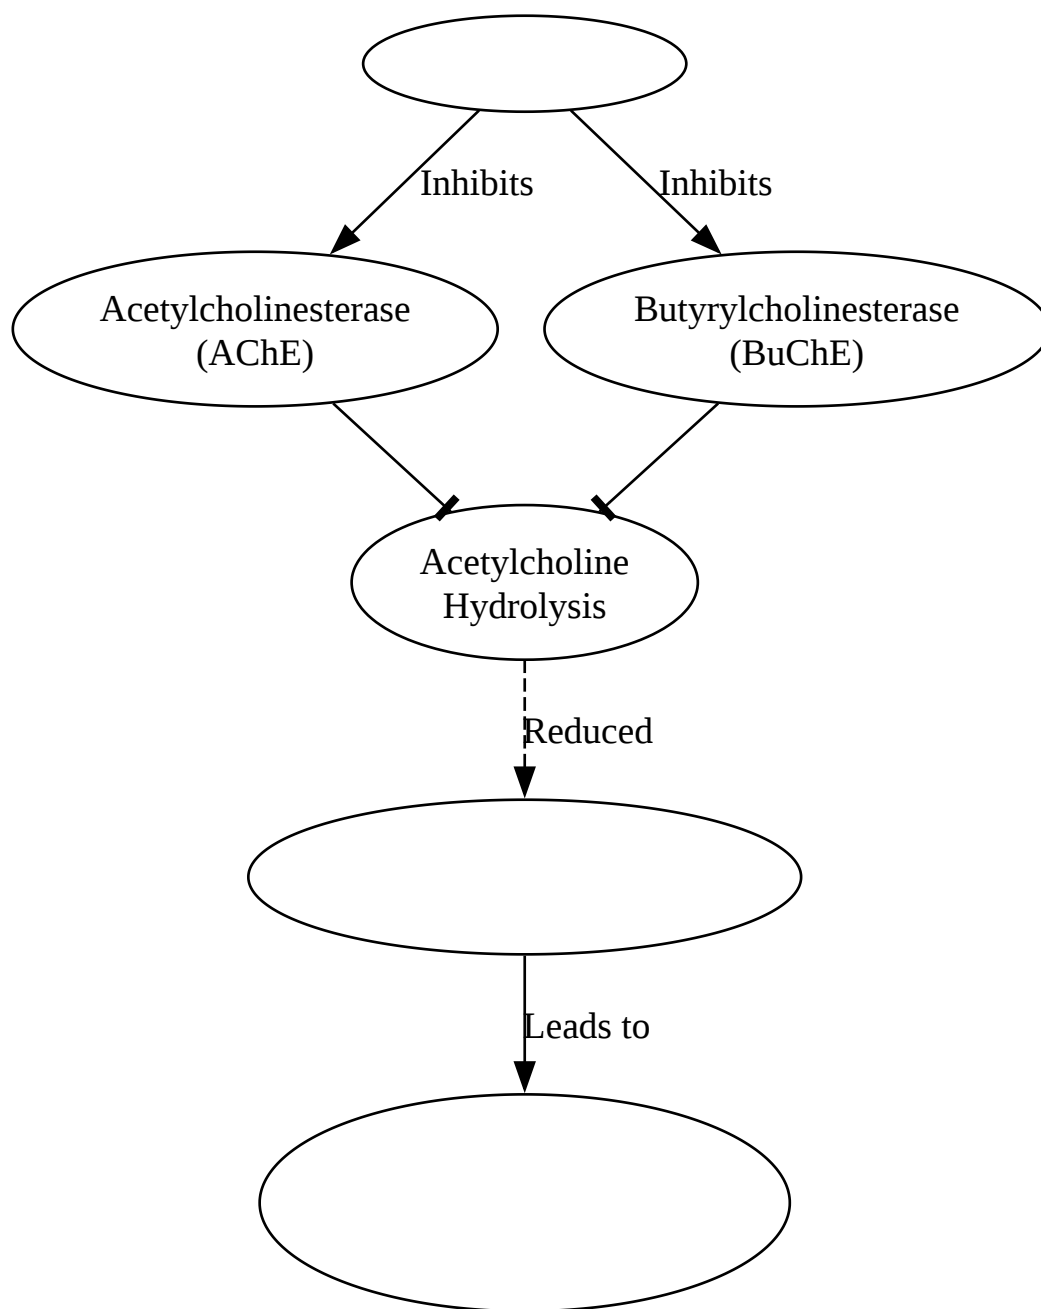 Inhibits
Inhibits
Acetylcholinesterase
(AChE)
Butyrylcholinesterase
(BuChE)
Acetylcholine
Hydrolysis
Reduced
Leads to